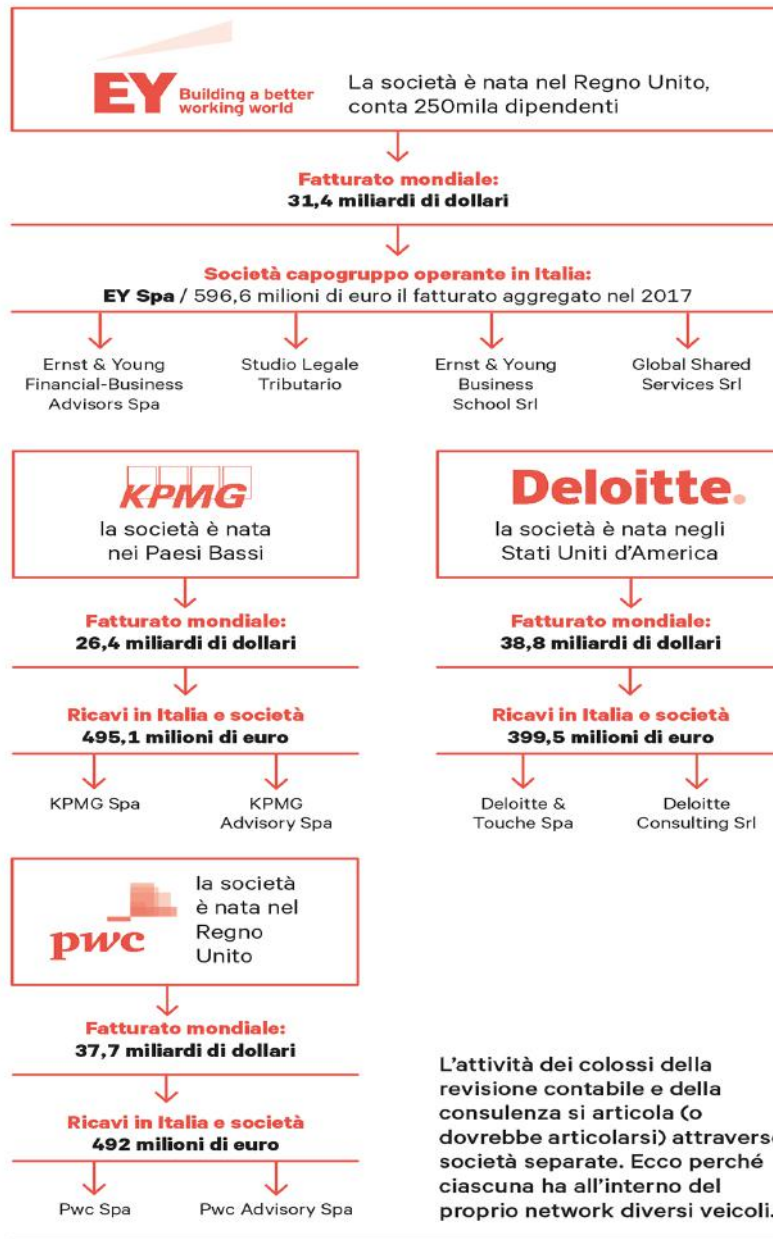 EY Building a better
working world
La società è nata nel Regno Unito,
conta 250mila dipendenti
Fatturato mondiale:
31,4 miliardi di dollari
Società capogruppo operante in Italia:
EY Spa / 596,6 milioni di euro il fatturato aggregato nel 2017
Ernst & Young
Financial-Business
Advisors Spa
Studio Legale
Tributario
Ernst & Young
Business
School Srl
Global Shared
Services Srl
KPMG
la società è nata
nei Paesi Bassi
Fatturato mondiale:
26,4 miliardi di dollari
Ricavi in Italia e società
495,1 milioni di euro
KPMG Spa
KPMG
Advisory Spa
Deloitte.
la società è nata negli
Stati Uniti d'America
Fatturato mondiale:
38,8 miliardi di dollari
Ricavi in Italia e società
399,5 milioni di euro
Deloitte &
Touche Spa
Deloitte
Consulting Srl
pwc
la società
è nata nel
Regno
Unito
Fatturato mondiale:
37,7 miliardi di dollari
Ricavi in Italia e società
492 milioni di euro
Pwc Spa
Pwc Advisory Spa
L'attività dei colossi della
revisione contabile e della
consulenza si articola (o
dovrebbe articolarsi) attraverso
società separate. Ecco perché
ciascuna ha all'interno del
proprio network diversi veicoli.